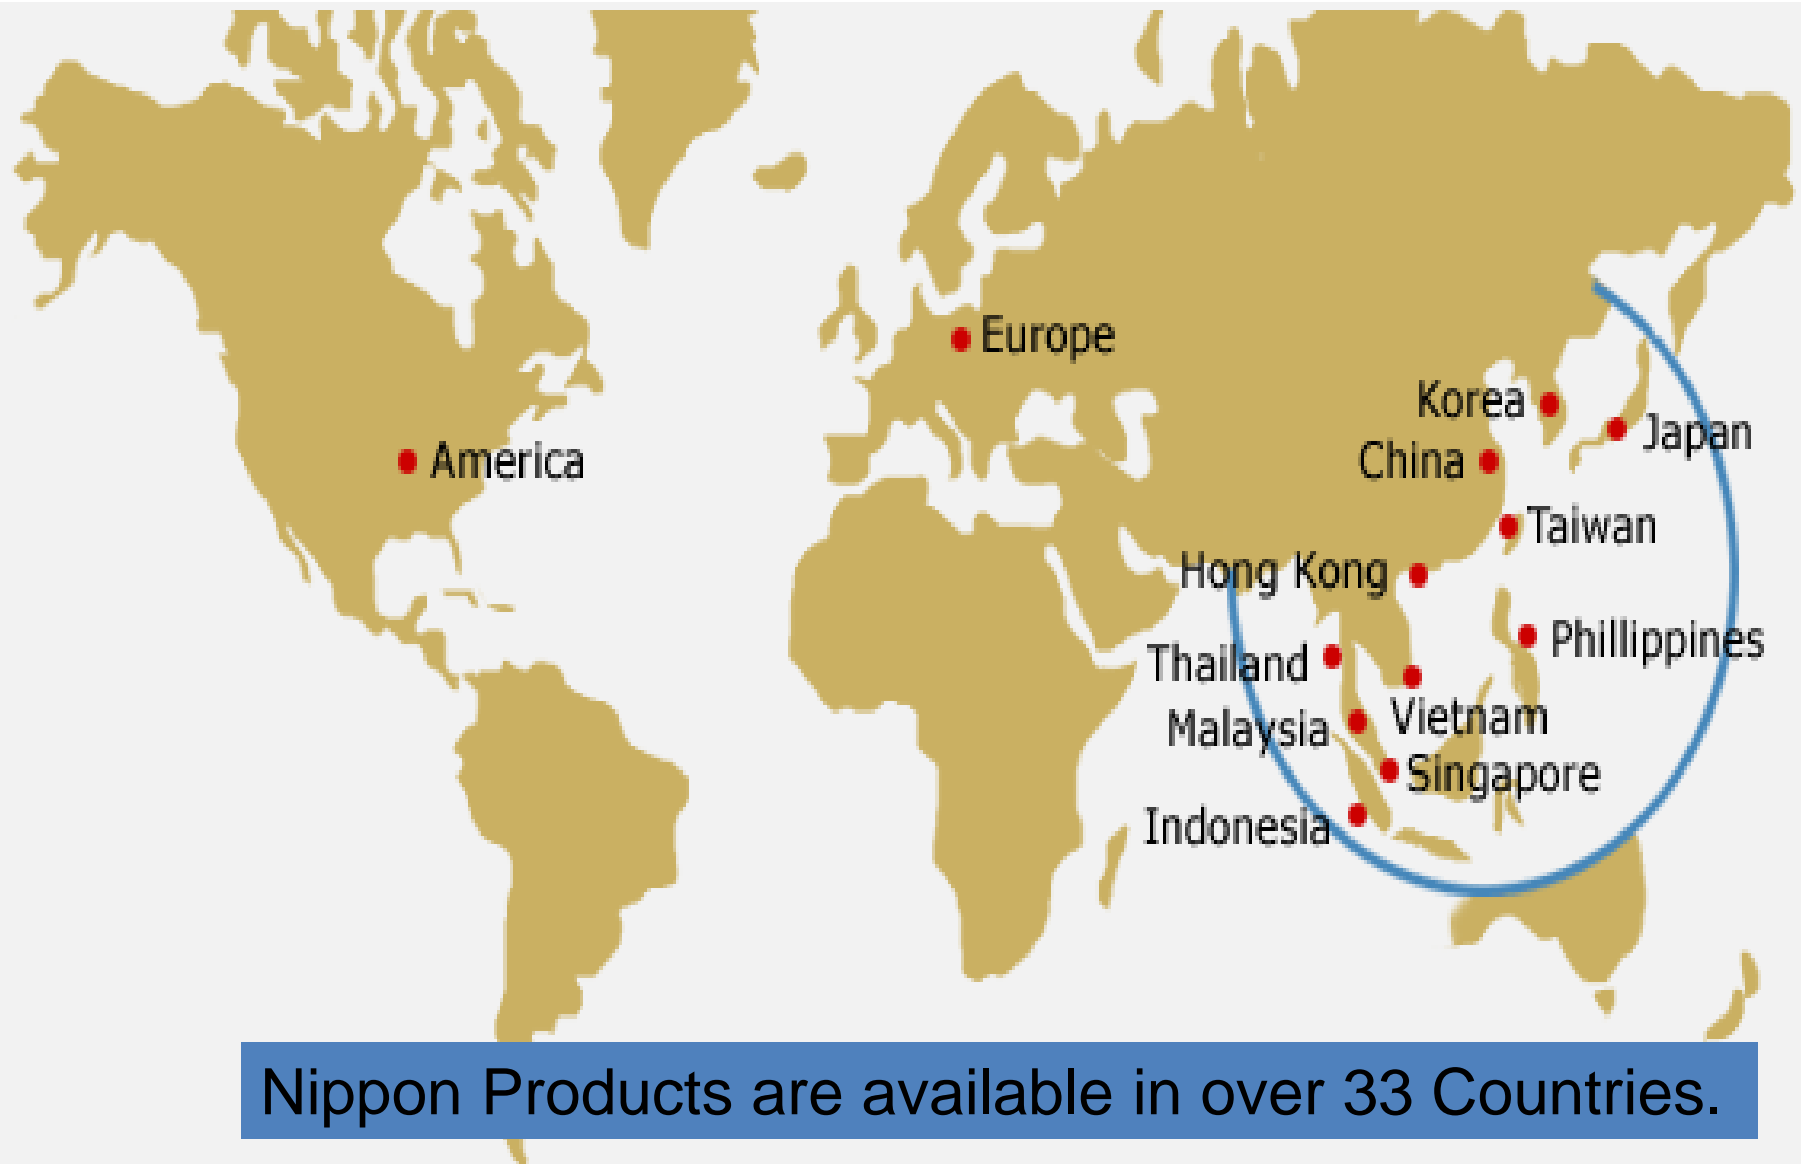 Europe
Korea
Japan
America
China
Taiwan
Hong Kong
Phillippines
Thailand
Vietnam
Malaysia
Singapore
Indonesia
Nippon Products are available in over 33 Countries.